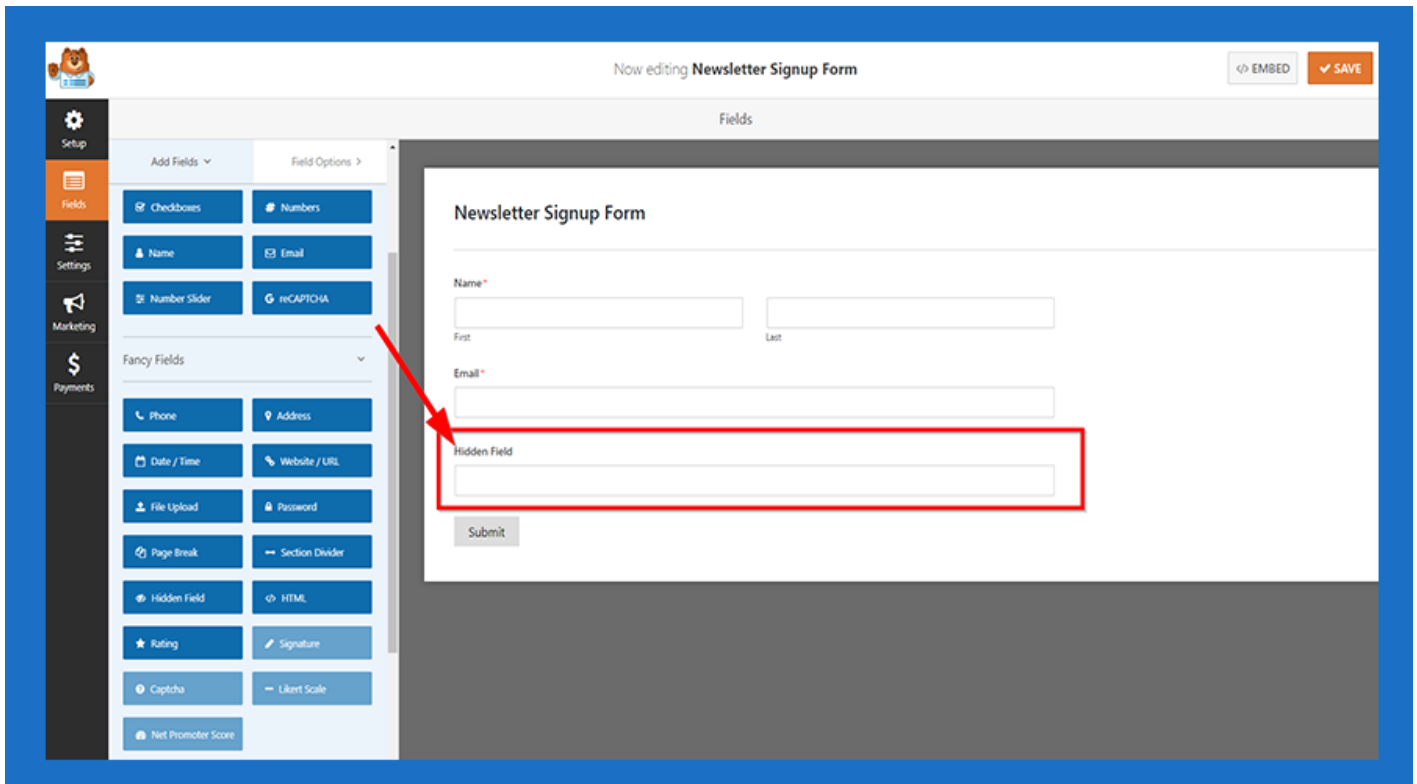 Now editing Newsletter Signup Form
</> EMBED
SAVE
Setup
Fields
Settings
Marketing
Payments
Fields
Add Fields
Field Options
Checkboxes
Numbers
Name
Email
Number Slider
reCAPTCHA
Fancy Fields
Phone
Address
Date / Time
Website / URL
File Upload
Password
Page Break
Section Divider
Hidden Field
</> HTML
Rating
Signature
Captcha
Likert Scale
Net Promoter Score
Newsletter Signup Form
Name *
First
Last
Email *
Hidden Field
Submit